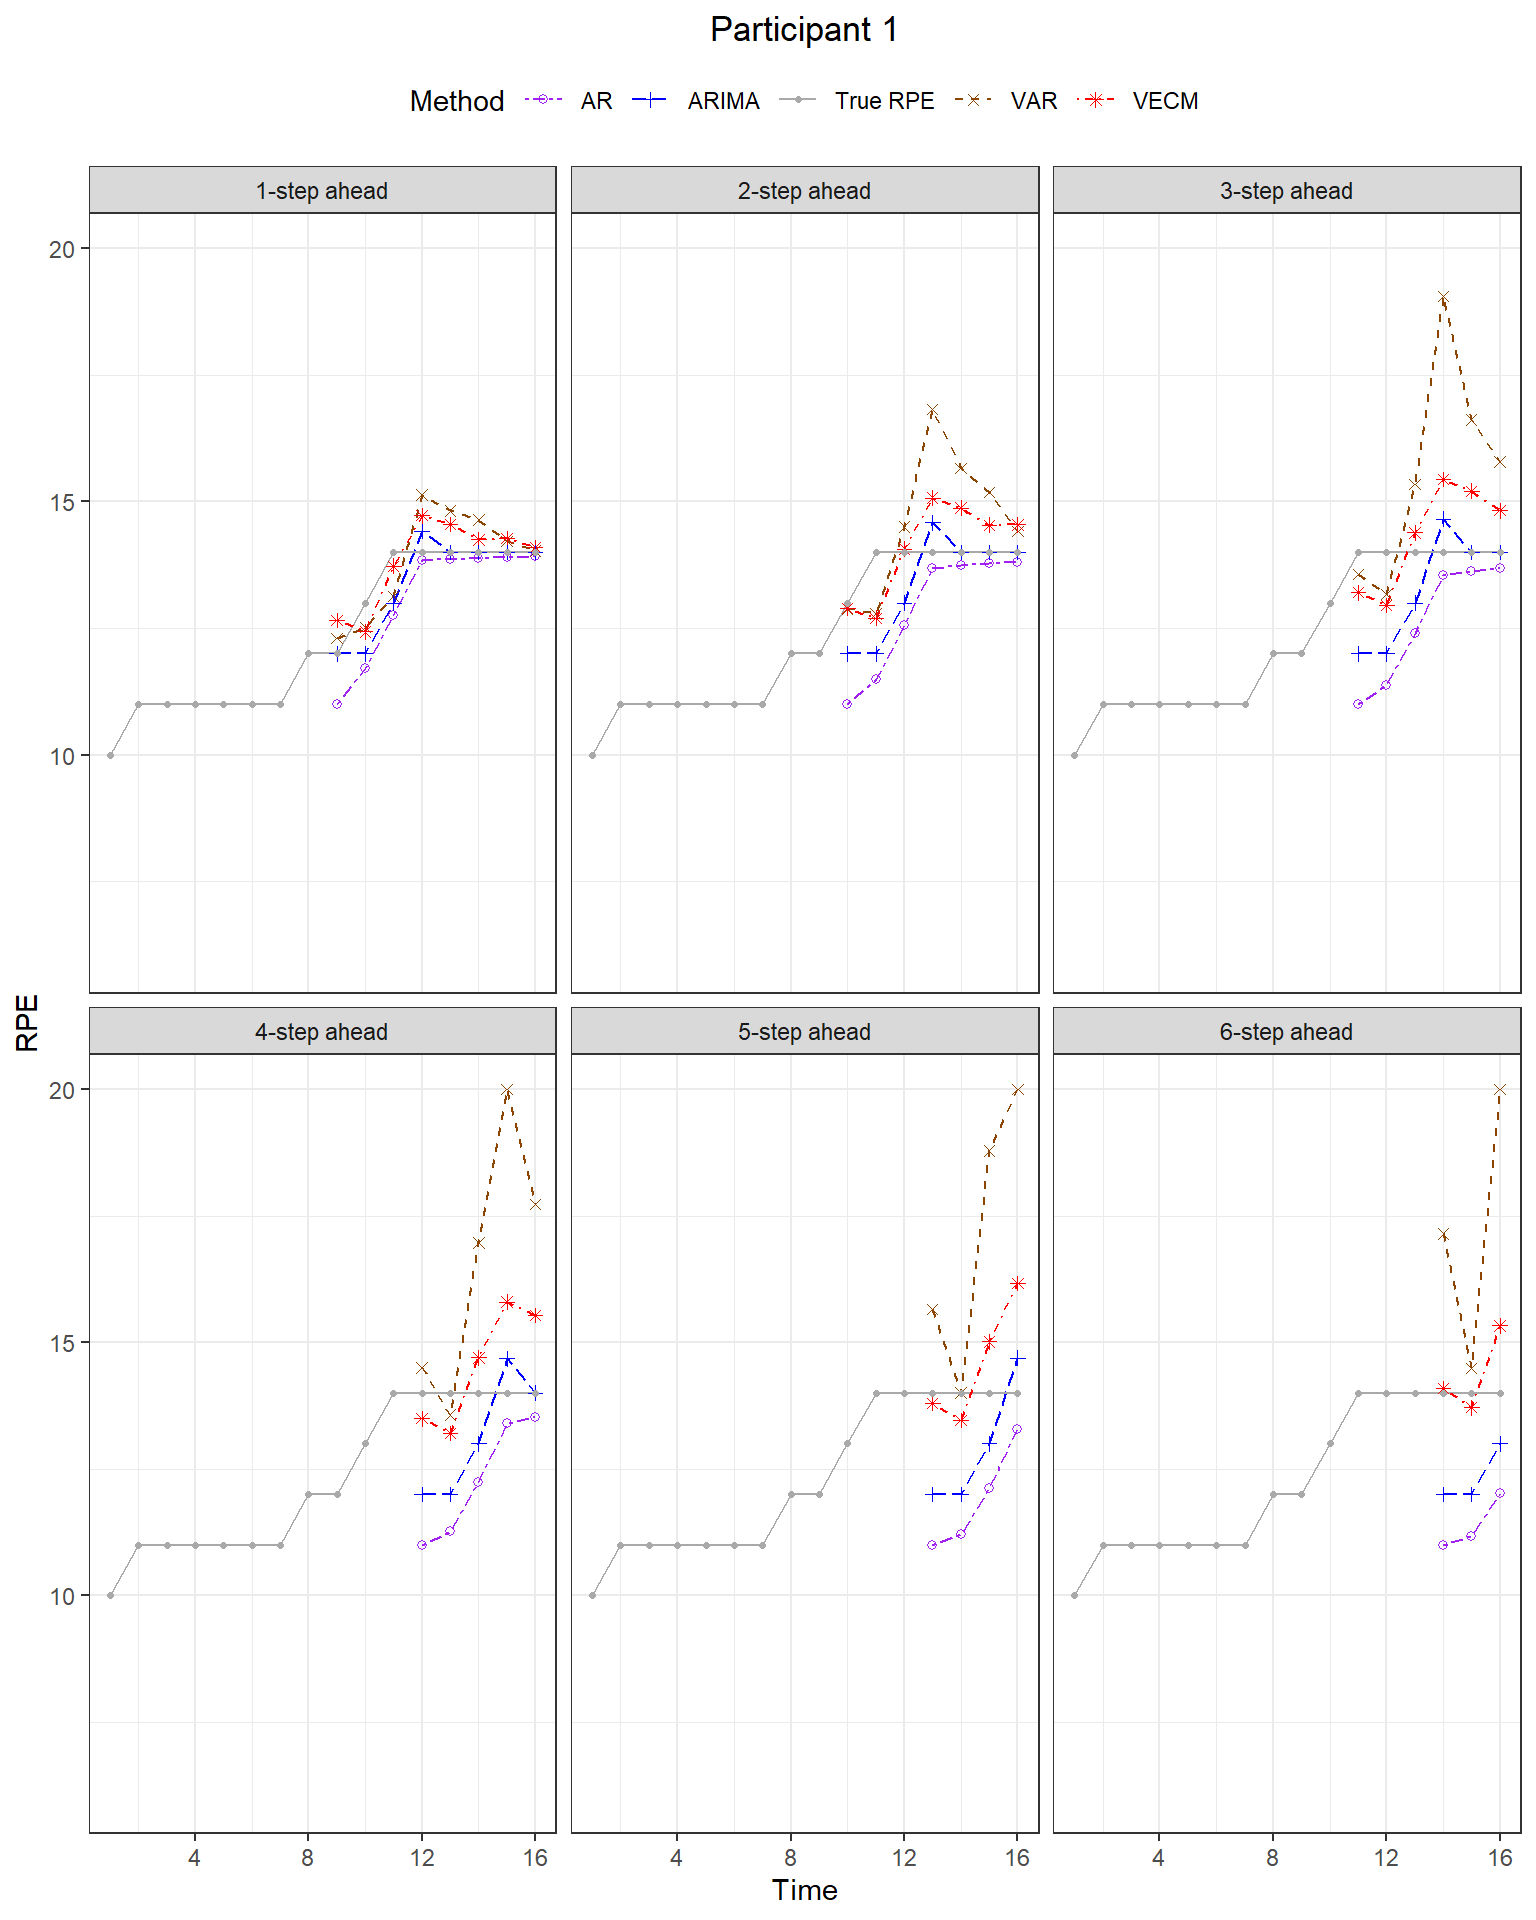 Participant 1
Method AR ARIMA True RPE VAR VECM
1-step ahead 2-step ahead 3-step ahead
20
15
10
RPE
4-step ahead 5-step ahead 6-step ahead
20
15
10
4 8 12 16 4 8 12 16 4 8 12 16
Time